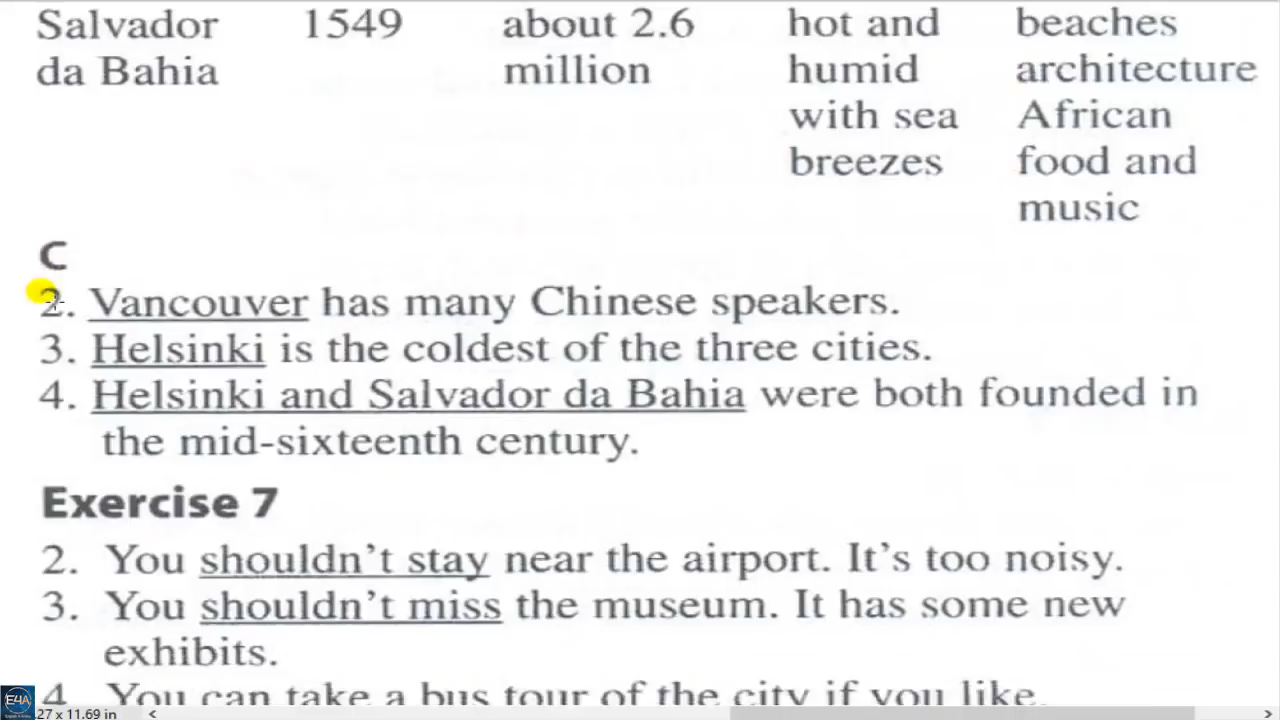 Salvador 1549 about 2.6 hot and beaches
da Bahia million humid architecture
with sea African
breezes food and
music
C
2. Vancouver has many Chinese speakers.
3. Helsinki is the coldest of the three cities.
4. Helsinki and Salvador da Bahia were both founded in
the mid-sixteenth century.
Exercise 7
2. You shouldn't stay near the airport. It's too noisy.
3. You shouldn't miss the museum. It has some new
exhibits.
4 You can take a bus tour of the city if you like.
E4A
27 x 11.69 in